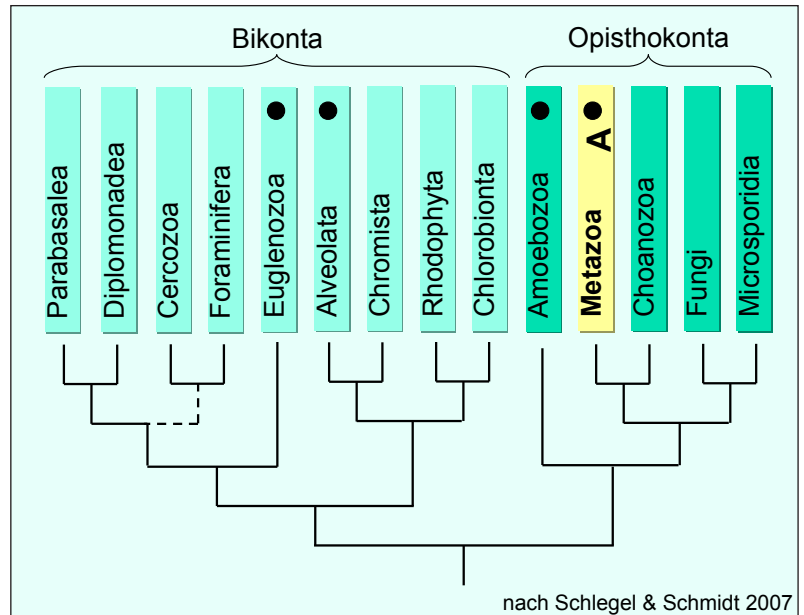 Bikonta
Opisthokonta
Parabasalea
Diplomonadea
Cercozoa
Foraminifera
Euglenozoa
Alveolata
Chromista
Rhodophyta
Chlorobionta
Amoebozoa
Metazoa
A
Choanozoa
Fungi
Microsporidia
nach Schlegel & Schmidt 2007